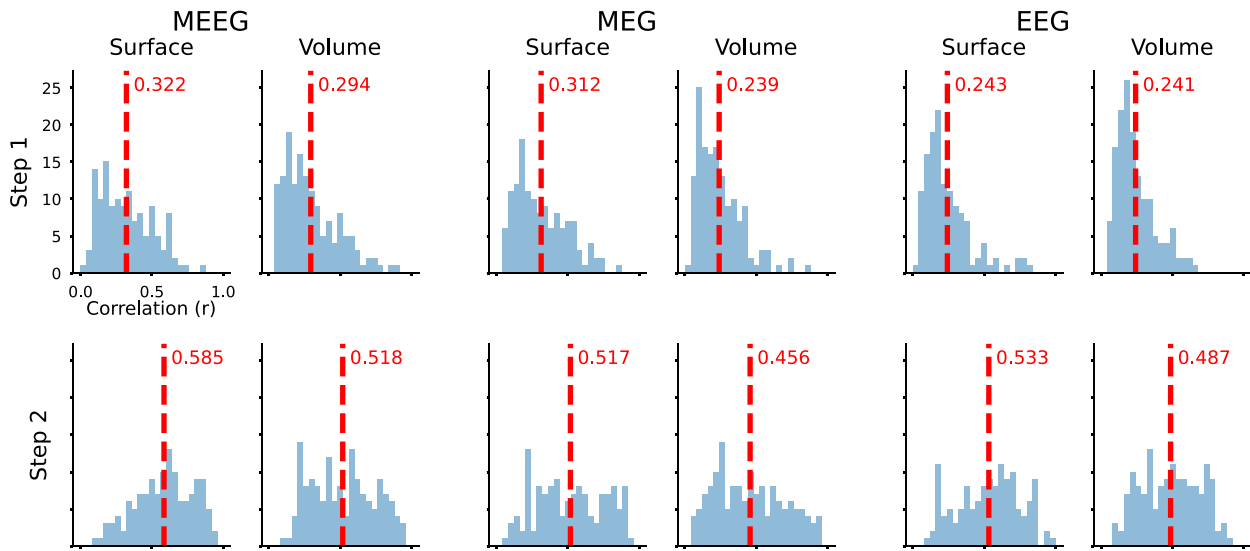 MEEG MEG EEG
Surface Volume Surface Volume Surface Volume
Step 1
25
20
15
10
5
0
0.322 0.294 0.312 0.239 0.243 0.241
0.0 0.5 1.0
Correlation (r)
Step 2
0.585 0.518 0.517 0.456 0.533 0.487